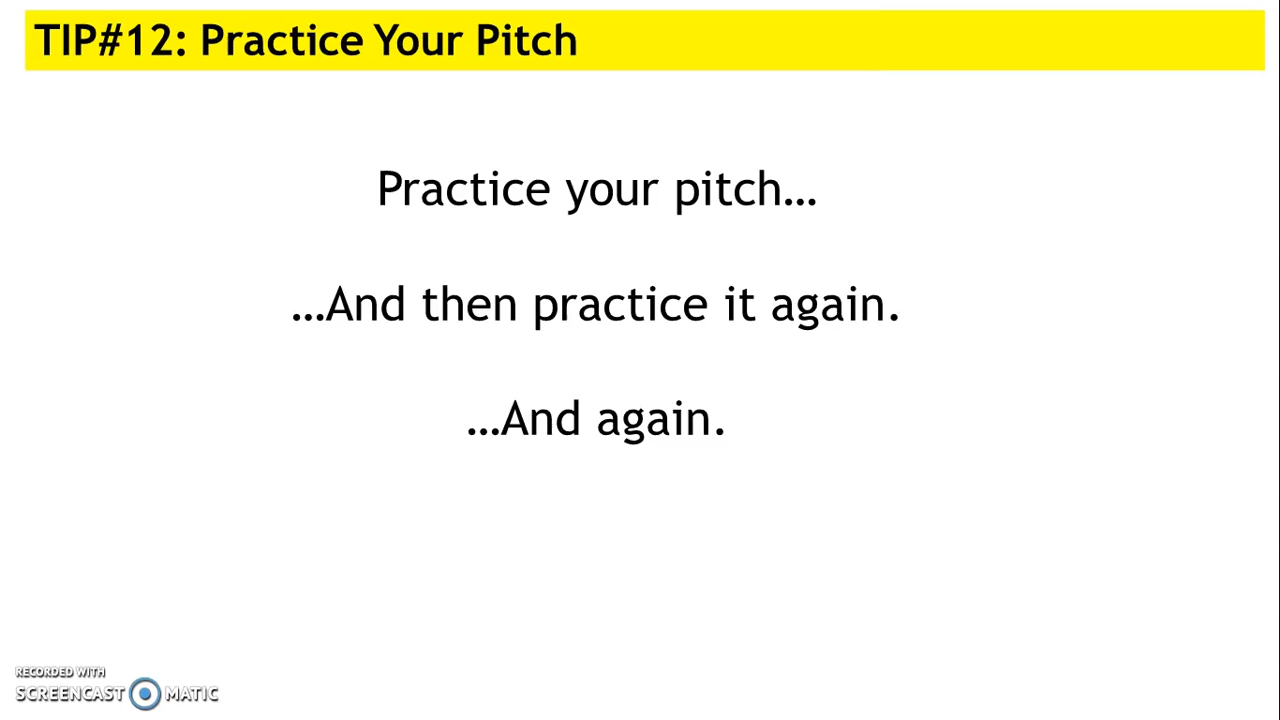 TIP#12: Practice Your Pitch
Practice your pitch…
…And then practice it again.
…And again.
RECORDED WITH
SCREENCAST MATIC